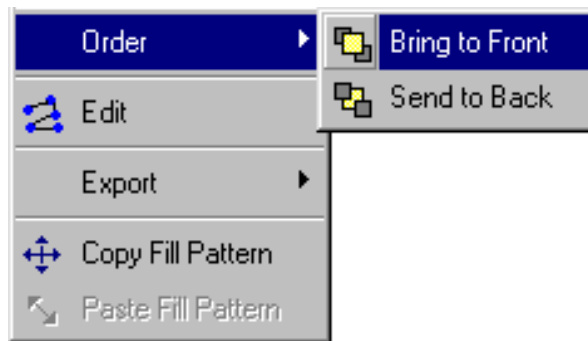 Order
Bring to Front
Send to Back
Edit
Export
Copy Fill Pattern
Paste Fill Pattern